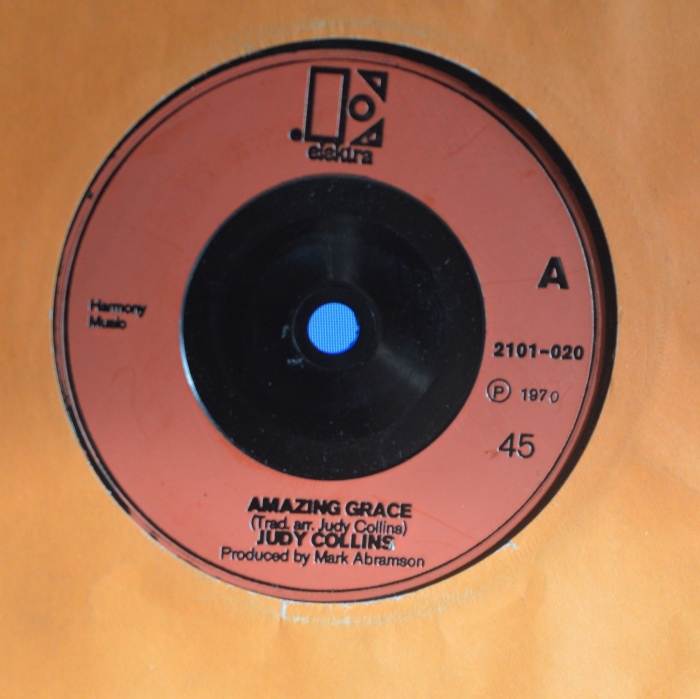 elektra
A
Harmony
Music
2101-020
Ⓟ 1970
45
AMAZING GRACE
(Trad. arr. Judy Collins)
JUDY COLLINS
Produced by Mark Abramson